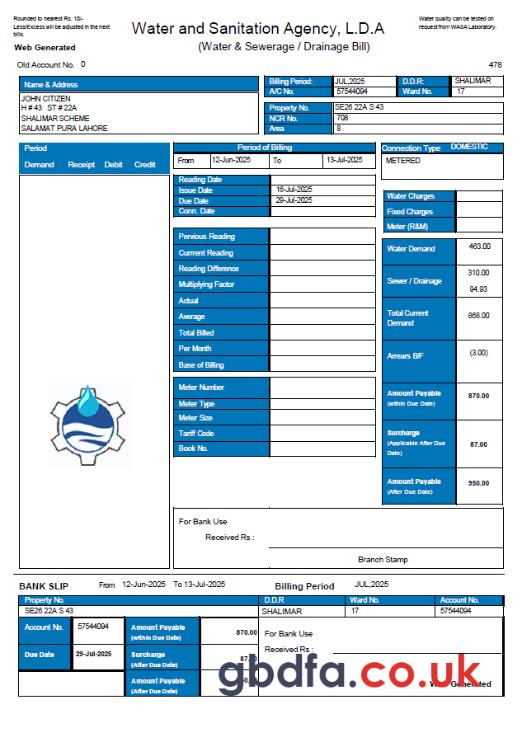 Rounded to nearest Rs. 10/-
Less/Excess will be adjusted in the next
bills.
Web Generated
Water and Sanitation Agency, L.D.A
(Water & Sewerage / Drainage Bill)
Water quality can be tested on
request from WASA Laboratory.
Old Account No. 0
478
Name & Address
JOHN CITIZEN
H # 43 ST # 22A
SHALIMAR SCHEME
SALAMAT PURA LAHORE
Billing Period: JUL,2025 D.D.R: SHALIMAR
A/C No. 57544094 Ward No. 17
Property No. SE26 22A S 43
NCR No. 708
Area 8
Period
Demand Receipt Debit Credit
Period of Billing
From 12-Jun-2025 To 13-Jul-2025
Connection Type DOMESTIC
METERED
Reading Date
Issue Date 16-Jul-2025
Due Date 29-Jul-2025
Conn. Date
Pervious Reading
Currnent Reading
Reading Difference
Multiplying Factor
Actual
Average
Total Billed
Per Month
Base of Billing
Meter Number
Meter Type
Meter Size
Tariff Code
Book No.
Water Charges
Fixed Charges
Meter (R&M)
Water Demand 463.00
Sewer / Drainage 310.00
94.93
Total Current
Demand 868.00
Arrears B/F (3.00)
Amount Payable
(within Due Date) 870.00
Surcharge
(Applicable After Due
Date) 87.00
Amount Payable
(After Due Date) 950.00
For Bank Use
Received Rs :
Branch Stamp
BANK SLIP From 12-Jun-2025 To 13-Jul-2025 Billing Period JUL,2025
Property No. D.D.R Ward No. Account No.
SE26 22A S 43 SHALIMAR 17 57544094
Account No. 57544094 Amount Payable
(within Due Date) 870.00
Due Date 29-Jul-2025 Surcharge
(After Due Date)
Amount Payable
(After Due Date)
For Bank Use
Received Rs :
Generated
gbdfa.co.uk